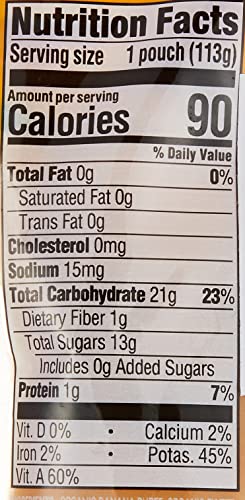 Nutrition Facts
Serving size 1 pouch (113g)
Amount per serving
Calories 90
% Daily Value
Total Fat 0g 0%
Saturated Fat 0g
Trans Fat 0g
Cholesterol 0mg
Sodium 15mg
Total Carbohydrate 21g 23%
Dietary Fiber 1g
Total Sugars 13g
Includes 0g Added Sugars
Protein 1g 7%
Vit. D 0% • Calcium 2%
Iron 2% • Potas. 45%
Vit. A 60%